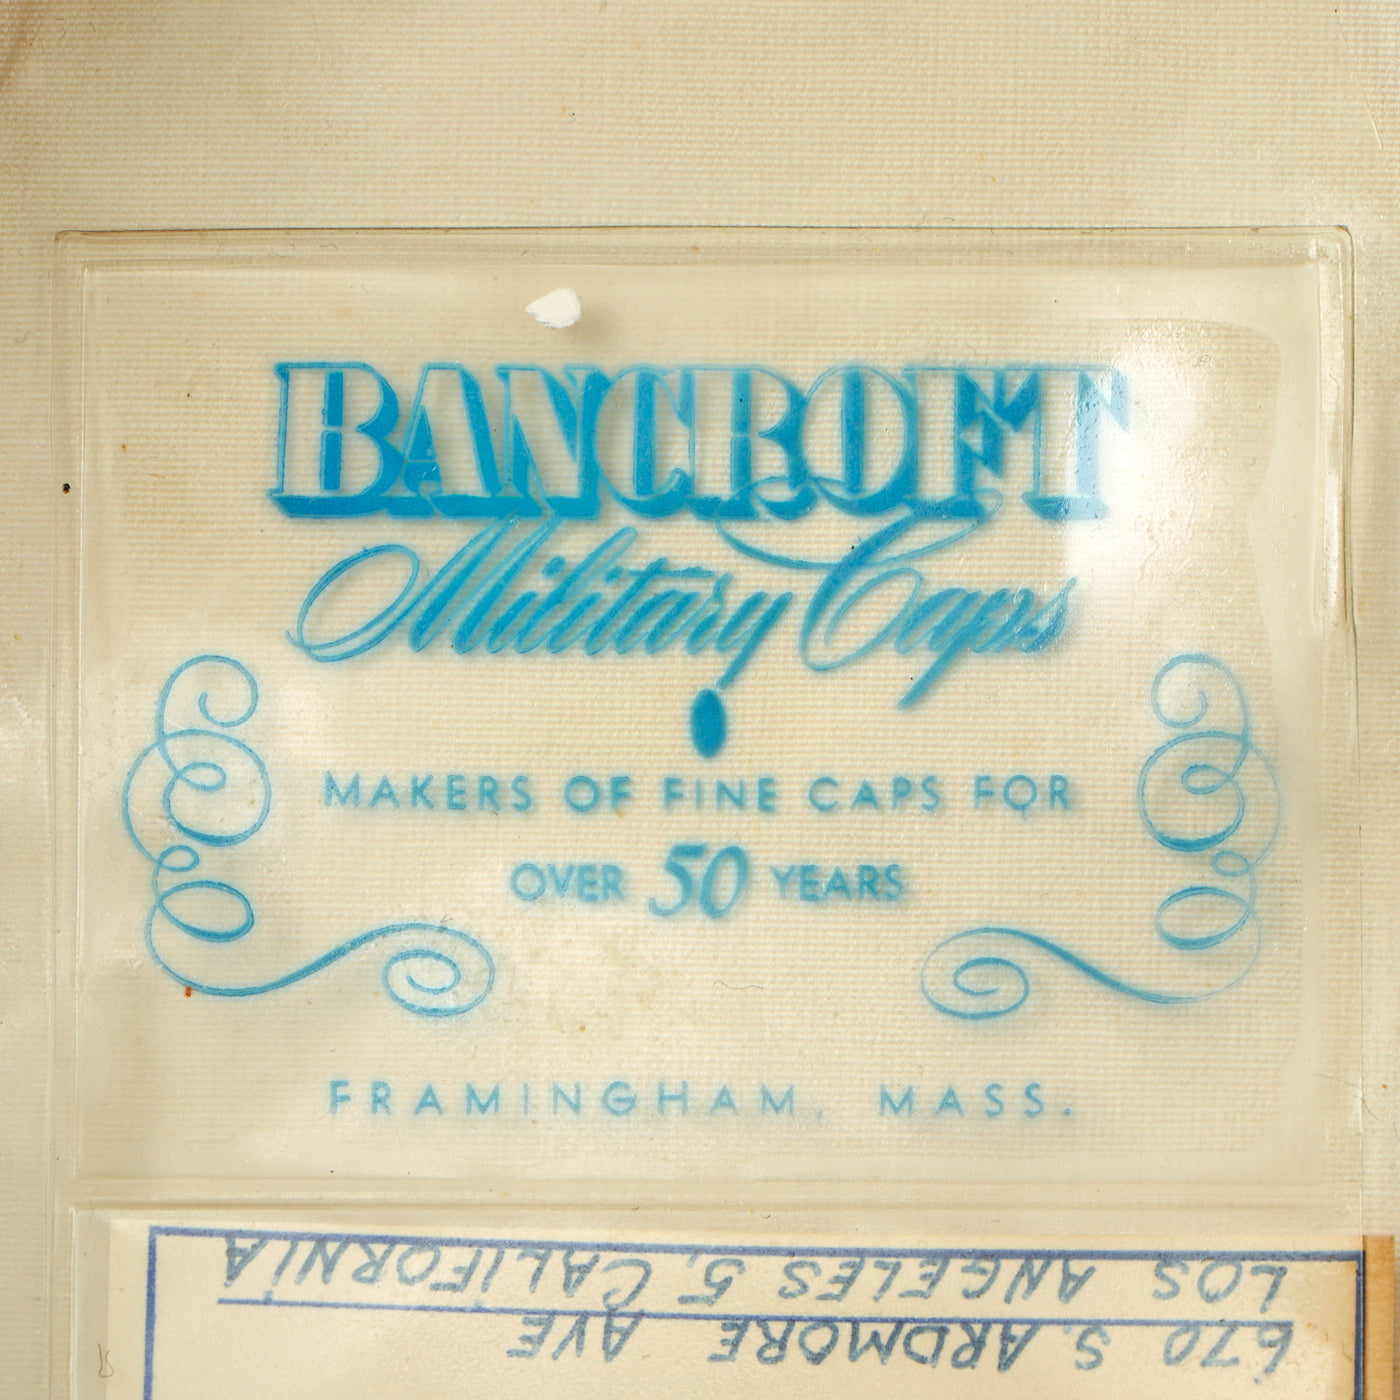 BANCROFT
Military Caps
MAKERS OF FINE CAPS FOR
OVER 50 YEARS
FRAMINGHAM, MASS.
670 S. ARDMORE AVE
LOS ANGELES 5, CALIFORNIA